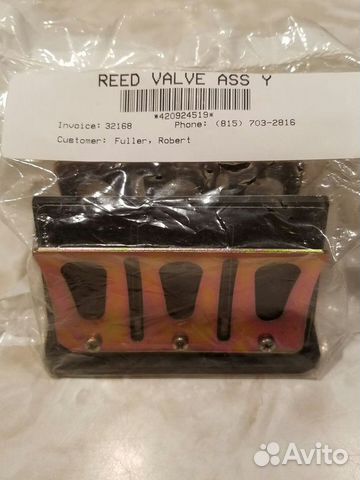 REED VALVE ASS Y
*420924519*
Invoice: 32168 Phone: (815) 703-2816
Customer: Fuller, Robert
Avito